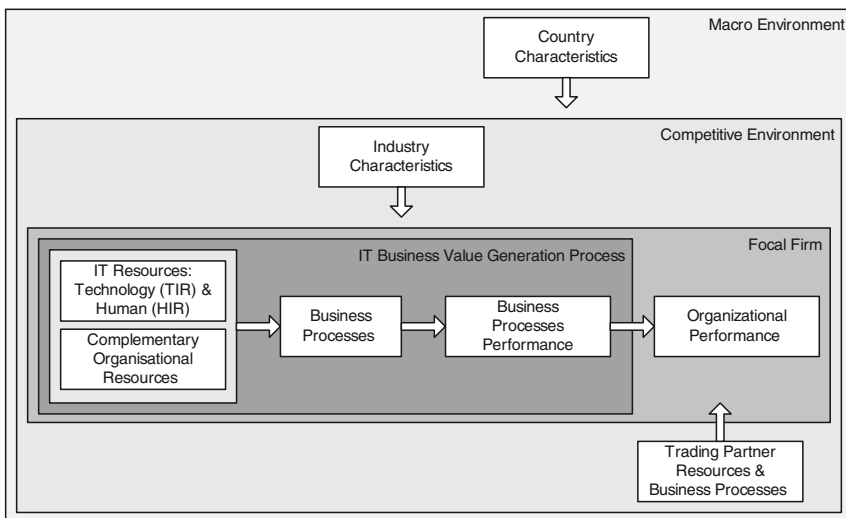 Macro Environment
Country
Characteristics
Competitive Environment
Industry
Characteristics
Focal Firm
IT Business Value Generation Process
IT Resources:
Technology (TIR) &
Human (HIR)
Complementary
Organisational
Resources
Business
Processes
Business
Processes
Performance
Organizational
Performance
Trading Partner
Resources &
Business Processes